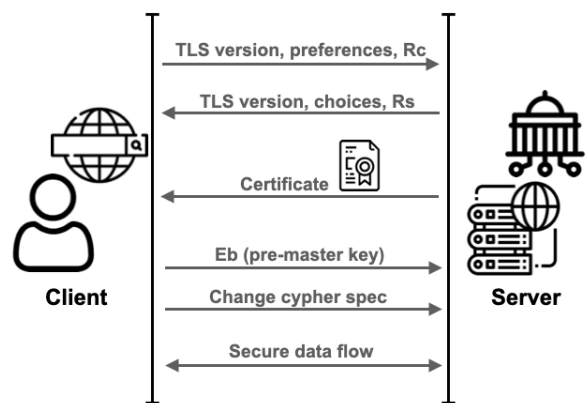 TLS version, preferences, Rc
TLS version, choices, Rs
Certificate
Eb (pre-master key)
Client
Server
Change cypher spec
Secure data flow